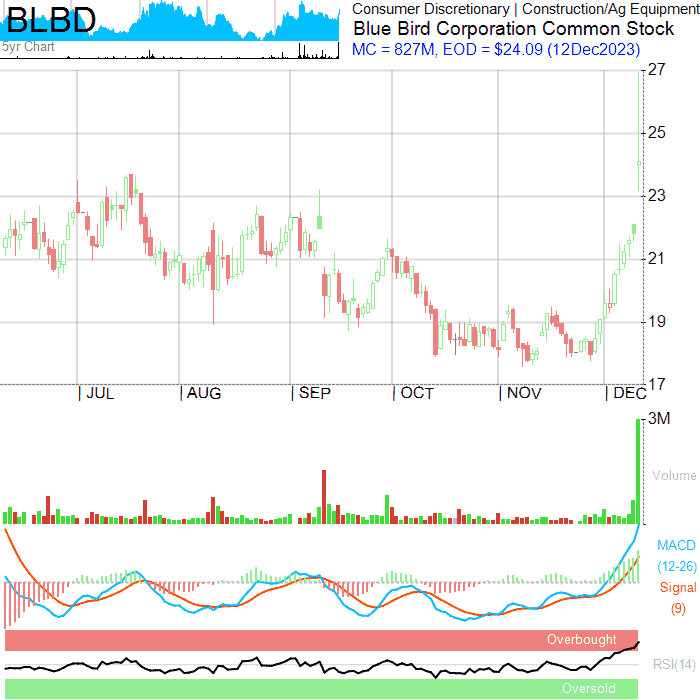 BLBD
Consumer Discretionary | Construction/Ag Equipment
Blue Bird Corporation Common Stock
5yr Chart
MC = 827M, EOD = $24.09 (12Dec2023)
27
25
23
21
19
17
| JUL | AUG | SEP | OCT | NOV | DEC
3M
Volume
MACD
(12-26)
Signal
(9)
Overbought
RSI(14)
Oversold